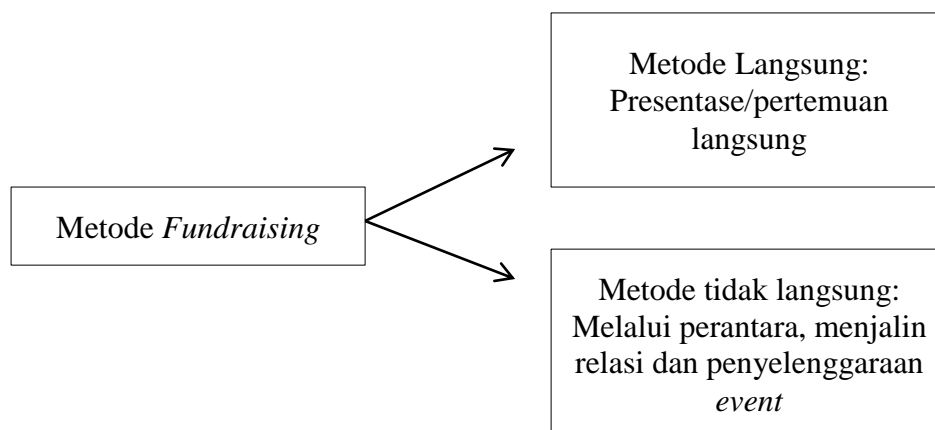 Metode Langsung:
Presentase/pertemuan
langsung
Metode Fundraising
Metode tidak langsung:
Melalui perantara, menjalin
relasi dan penyelenggaraan
event